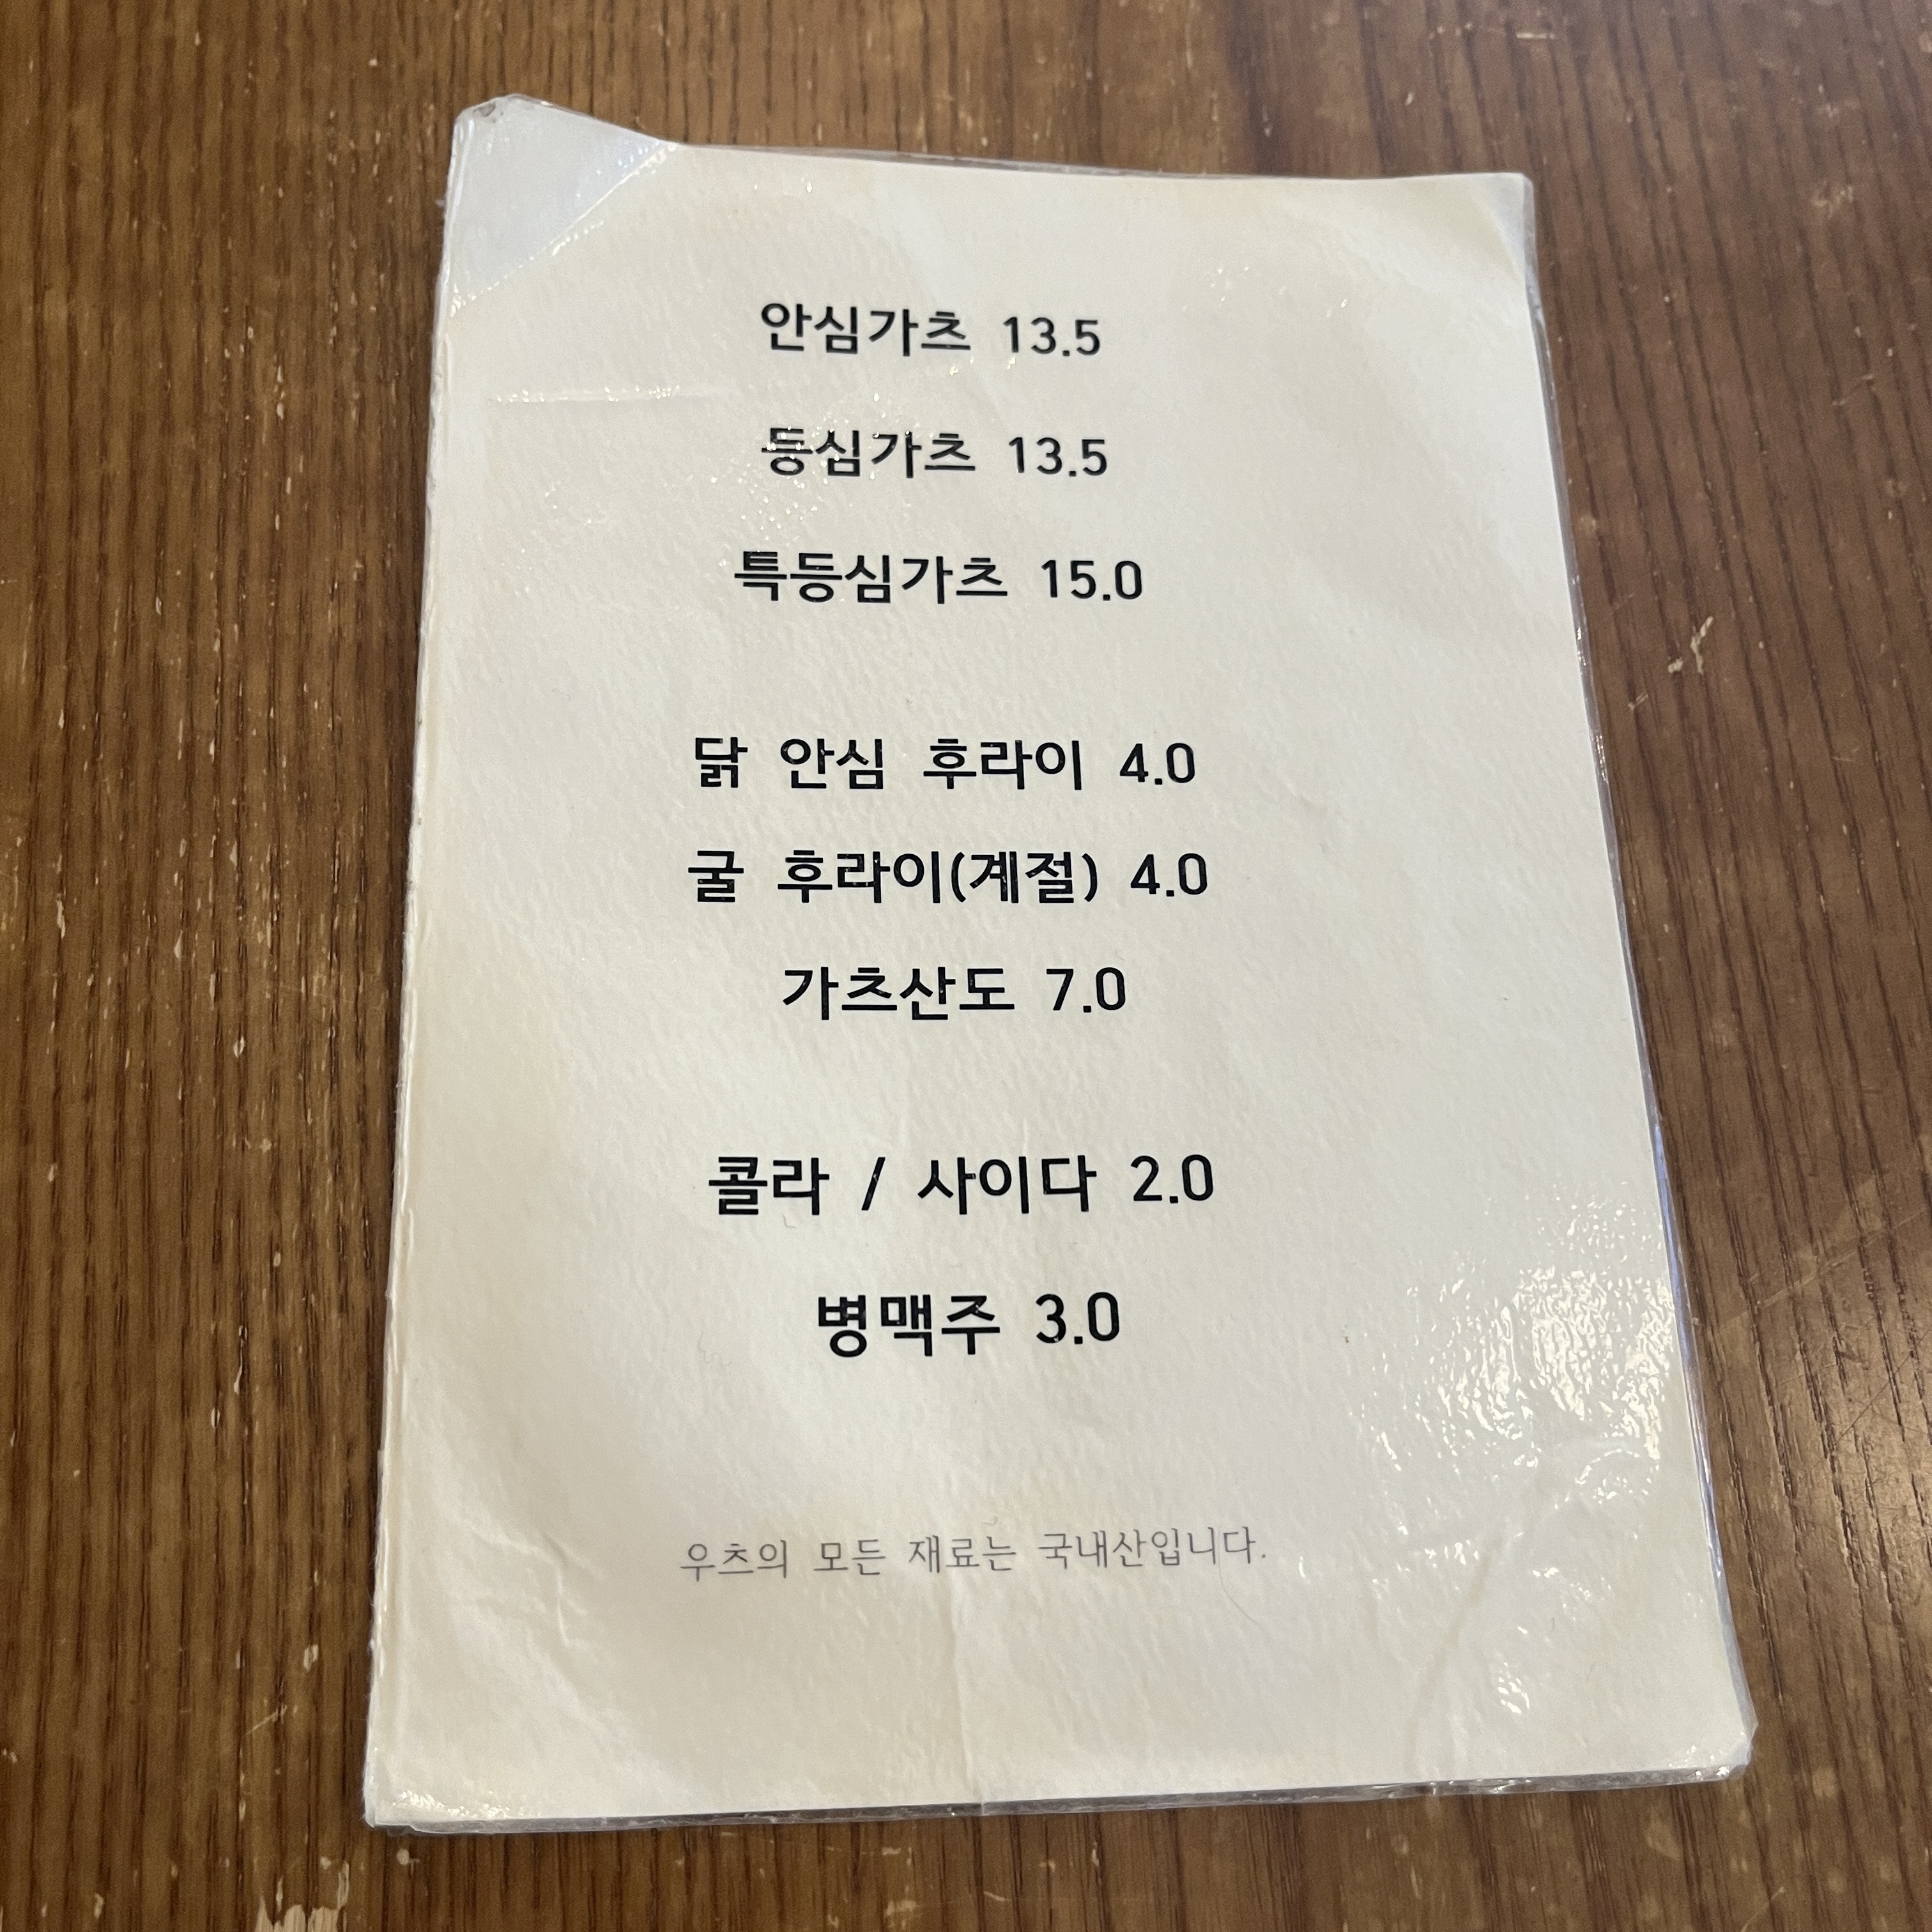 안심가츠 13.5
등심가츠 13.5
특등심가츠 15.0
닭 안심 후라이 4.0
굴 후라이(계절) 4.0
가츠산도 7.0
콜라 / 사이다 2.0
병맥주 3.0
우츠의 모든 재료는 국내산입니다.